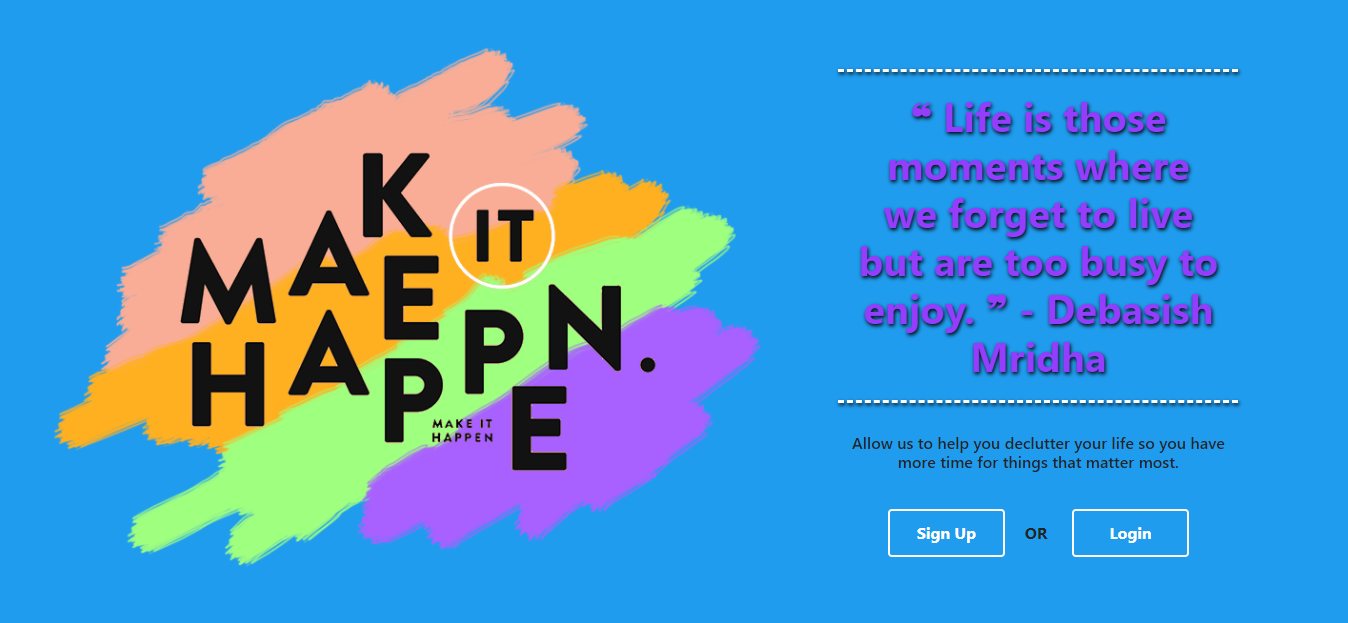 MAKE IT
HAPPEN.
MAKE IT
HAPPEN
❝ Life is those
moments where
we forget to live
but are too busy to
enjoy. ❞ - Debasish
Mridha
Allow us to help you declutter your life so you have
more time for things that matter most.
Sign Up OR Login